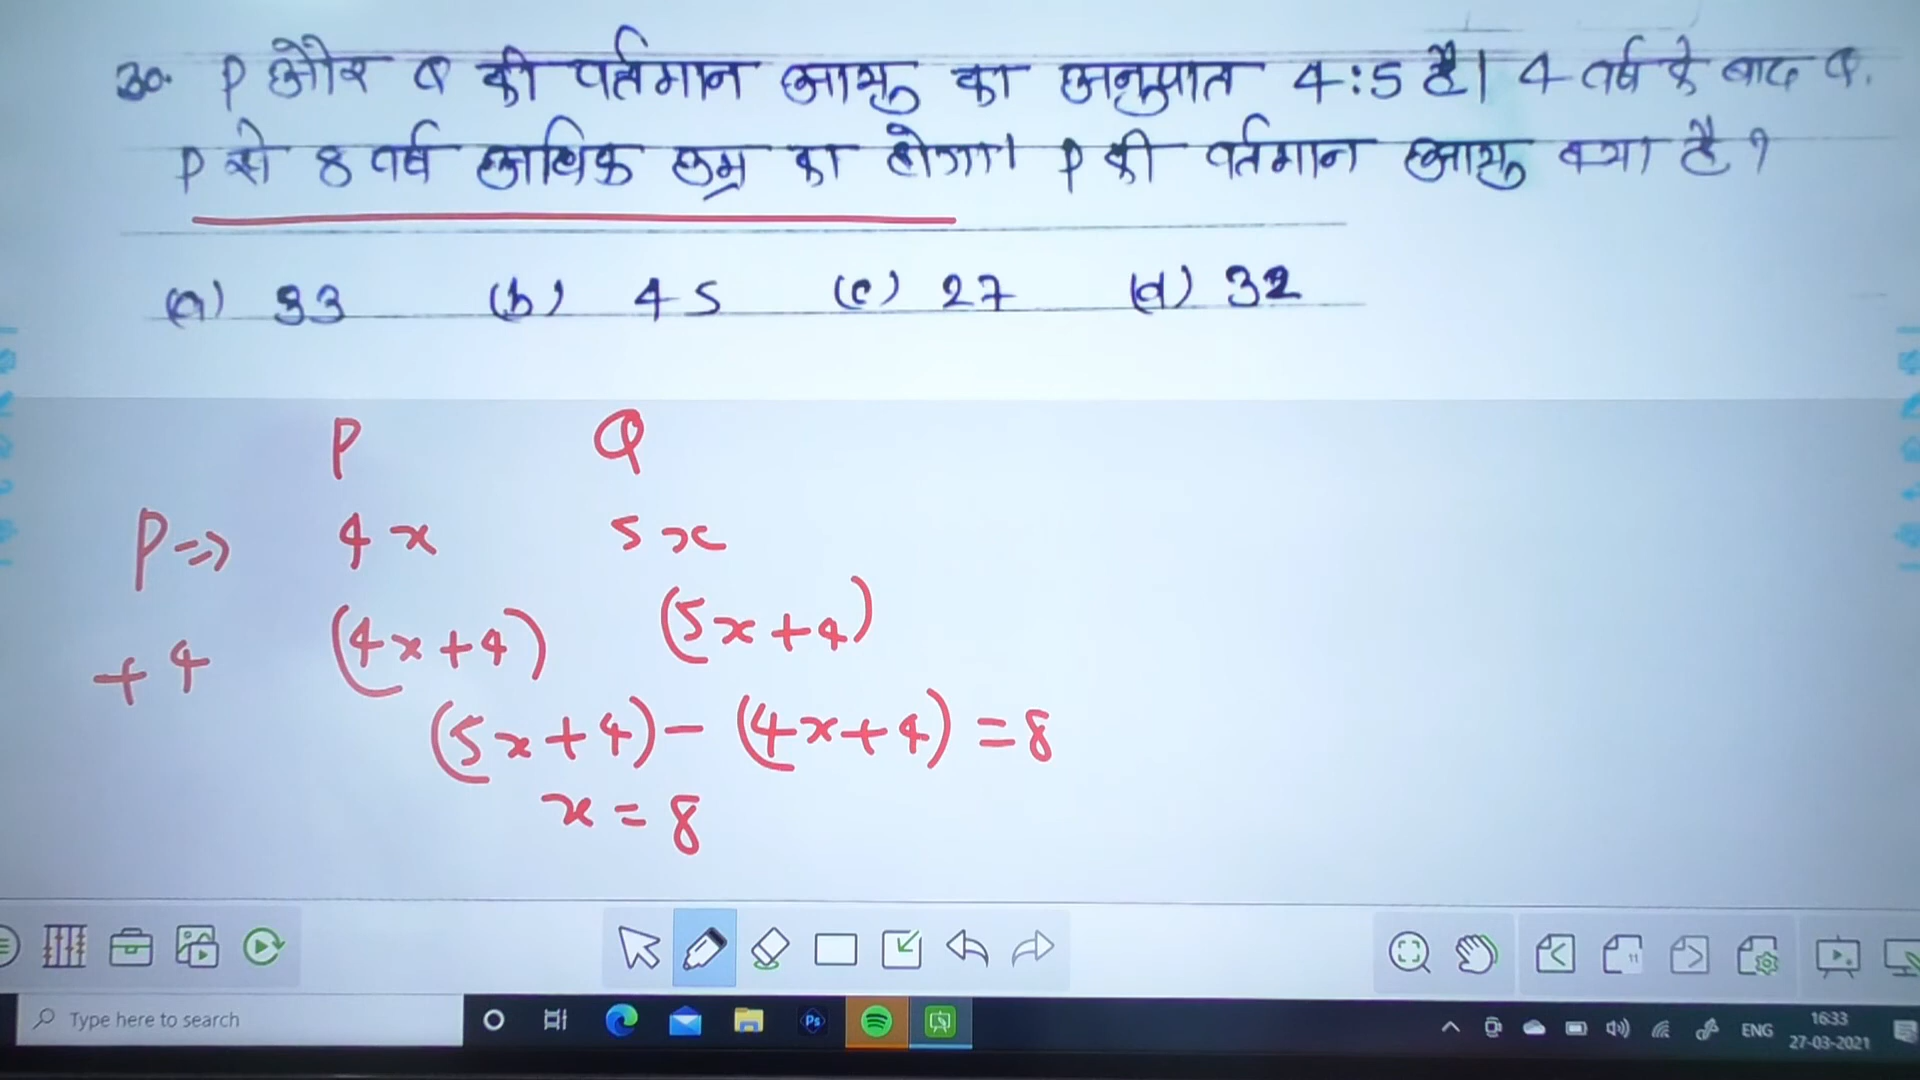 30. P और Q की वर्तमान आयु का अनुपात 4:5 है। 4 वर्ष के बाद Q.
P से 8 वर्ष अधिक उम्र का होगा। P की वर्तमान आयु क्या है ?
(a) 33 (b) 45 (c) 27 (d) 32
P Q
P=> 4x 5x
+4 (4x+4) (5x+4)
(5x+4)- (4x+4) =8
x = 8
11
Type here to search
Ps
ENG
16:33
27-03-2021